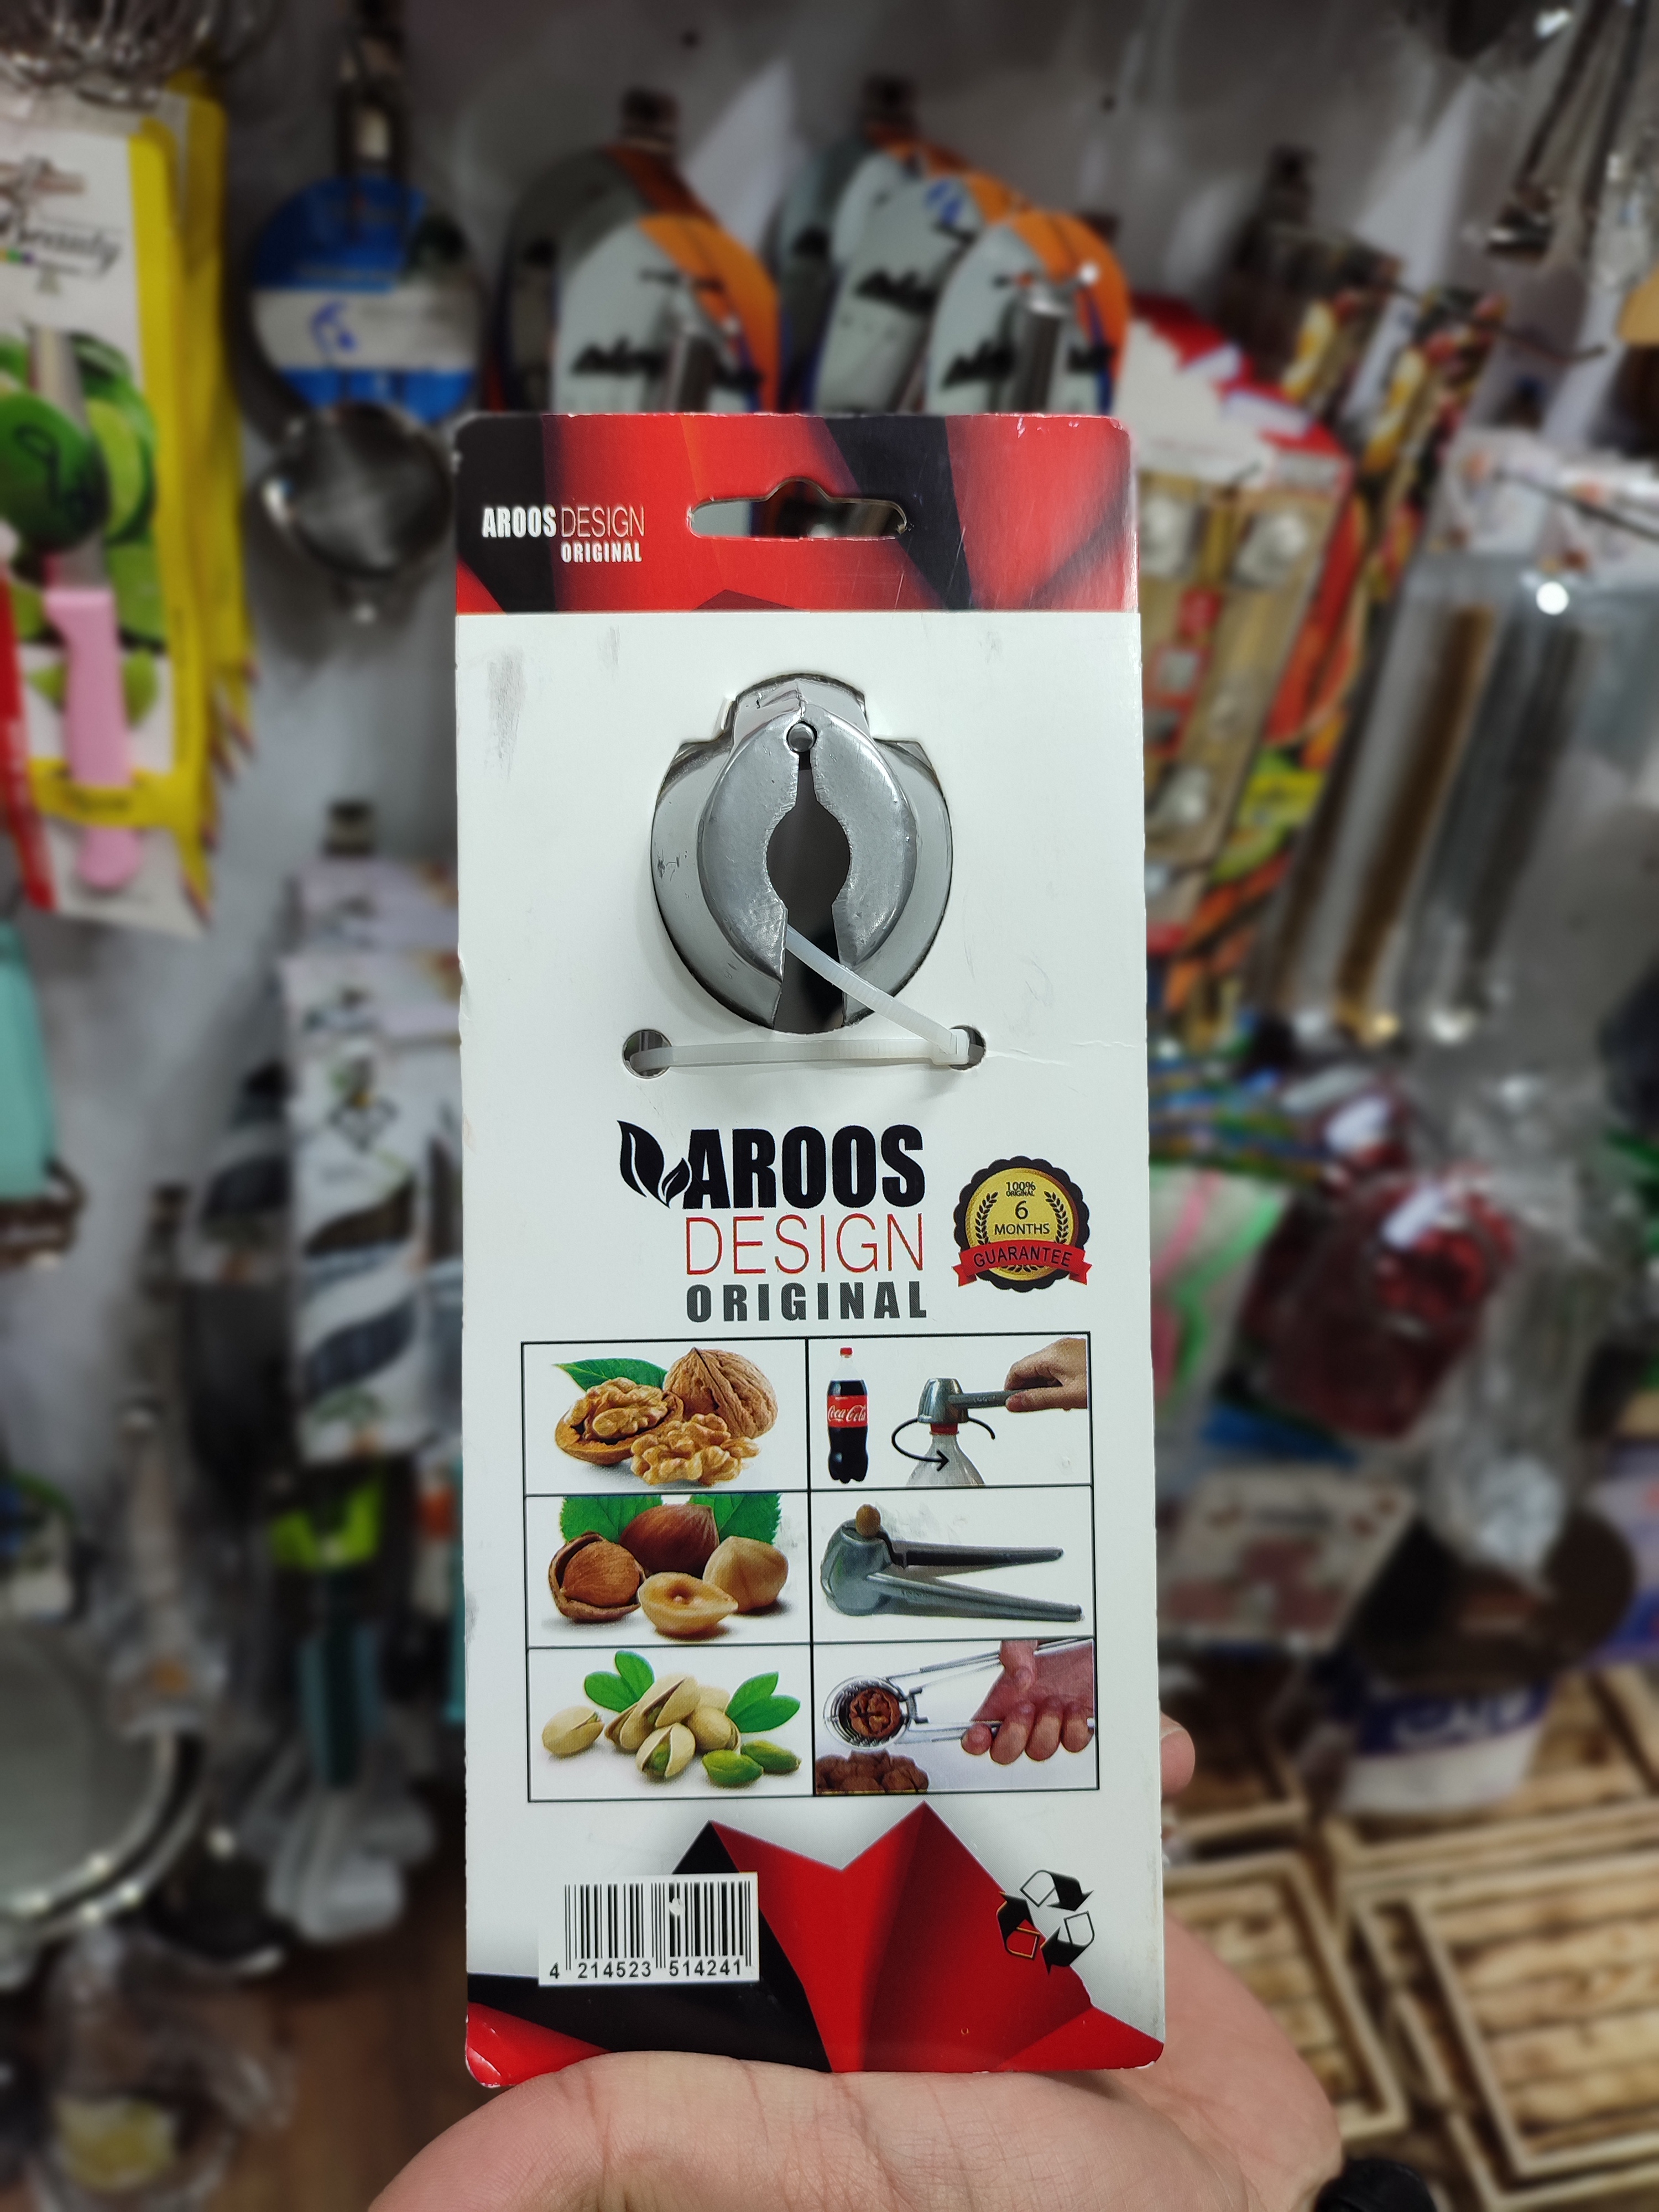 AROOS DESIGN
ORIGINAL
AROOS
DESIGN
ORIGINAL
100%
ORIGINAL
6
MONTHS
GUARANTEE
Coca-Cola
4 214523 514241